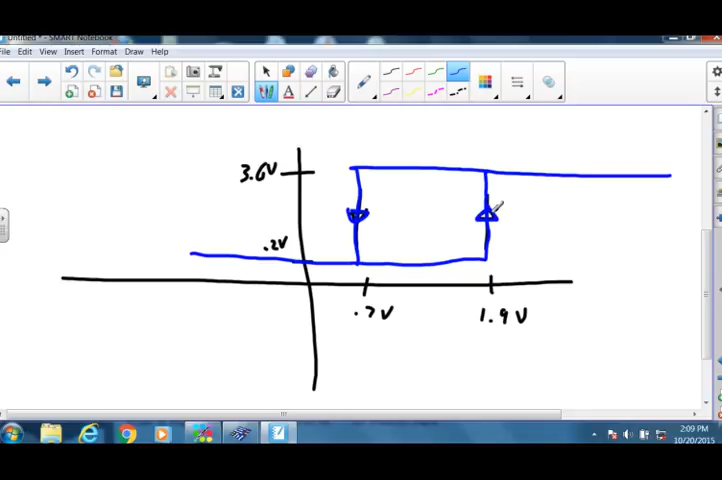 Untitled * - SMART Notebook
File Edit View Insert Format Draw Help
3.6V
.2V
.7V
1.9V
2:09 PM
10/20/2015